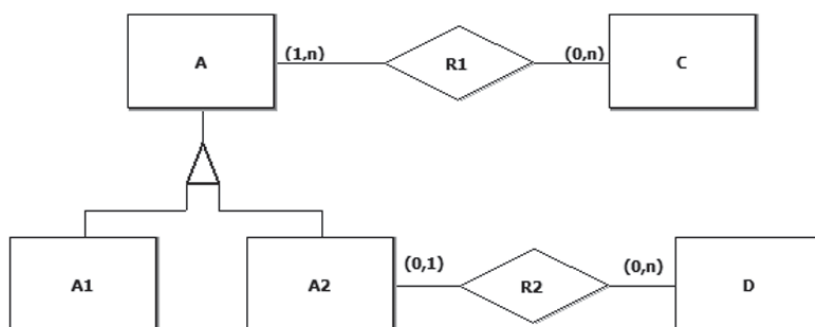 A (1,n) R1 (0,n) C
A1 A2 (0,1) R2 (0,n) D